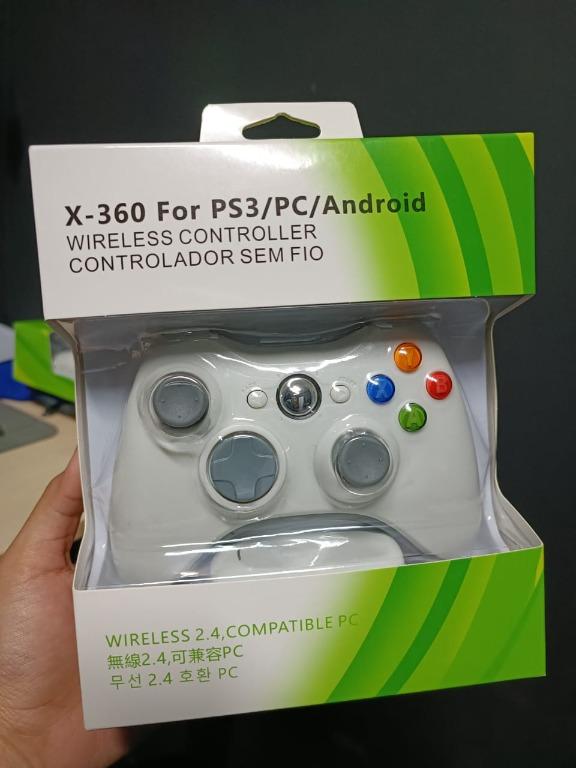 X-360 For PS3/PC/Android
WIRELESS CONTROLLER
CONTROLADOR SEM FIO
X
B
A
WIRELESS 2.4,COMPATIBLE PC
無線2.4,可兼容PC
무선 2.4 호환 PC